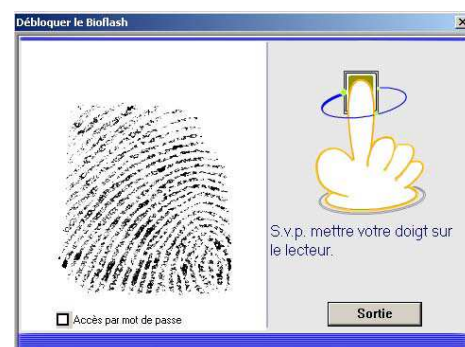 Débloquer le Bioflash
S.v.p. mettre votre doigt sur
le lecteur.
Accès par mot de passe
Sortie